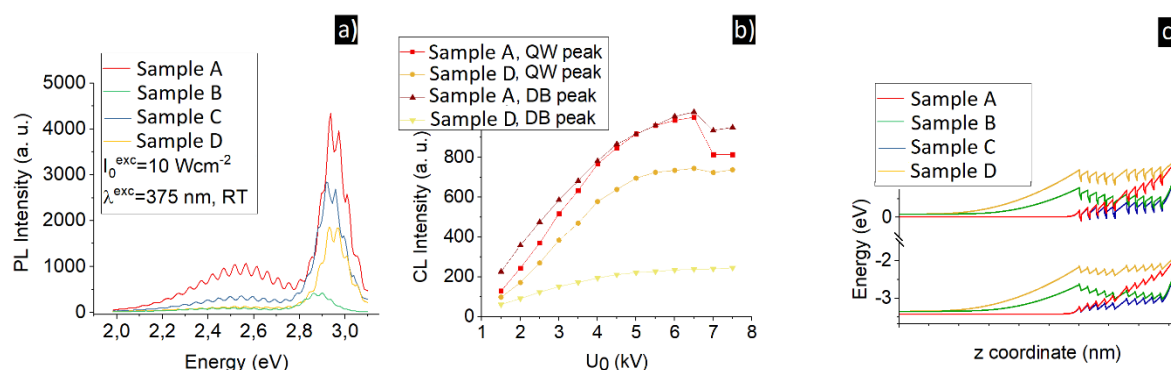 a)
Sample A
Sample B
Sample C
Sample D
I₀ᵉˣᶜ=10 Wcm⁻²
λᵉˣᶜ=375 nm, RT
PL Intensity (a. u.)
5000
4000
3000
2000
1000
0
2,0 2,2 2,4 2,6 2,8 3,0
Energy (eV)
b)
Sample A, QW peak
Sample D, QW peak
Sample A, DB peak
Sample D, DB peak
CL Intensity (a. u.)
800
600
400
200
0
1 2 3 4 5 6 7 8
U₀ (kV)
Sample A
Sample B
Sample C
Sample D
Energy (eV)
0
-2
-3
z coordinate (nm)